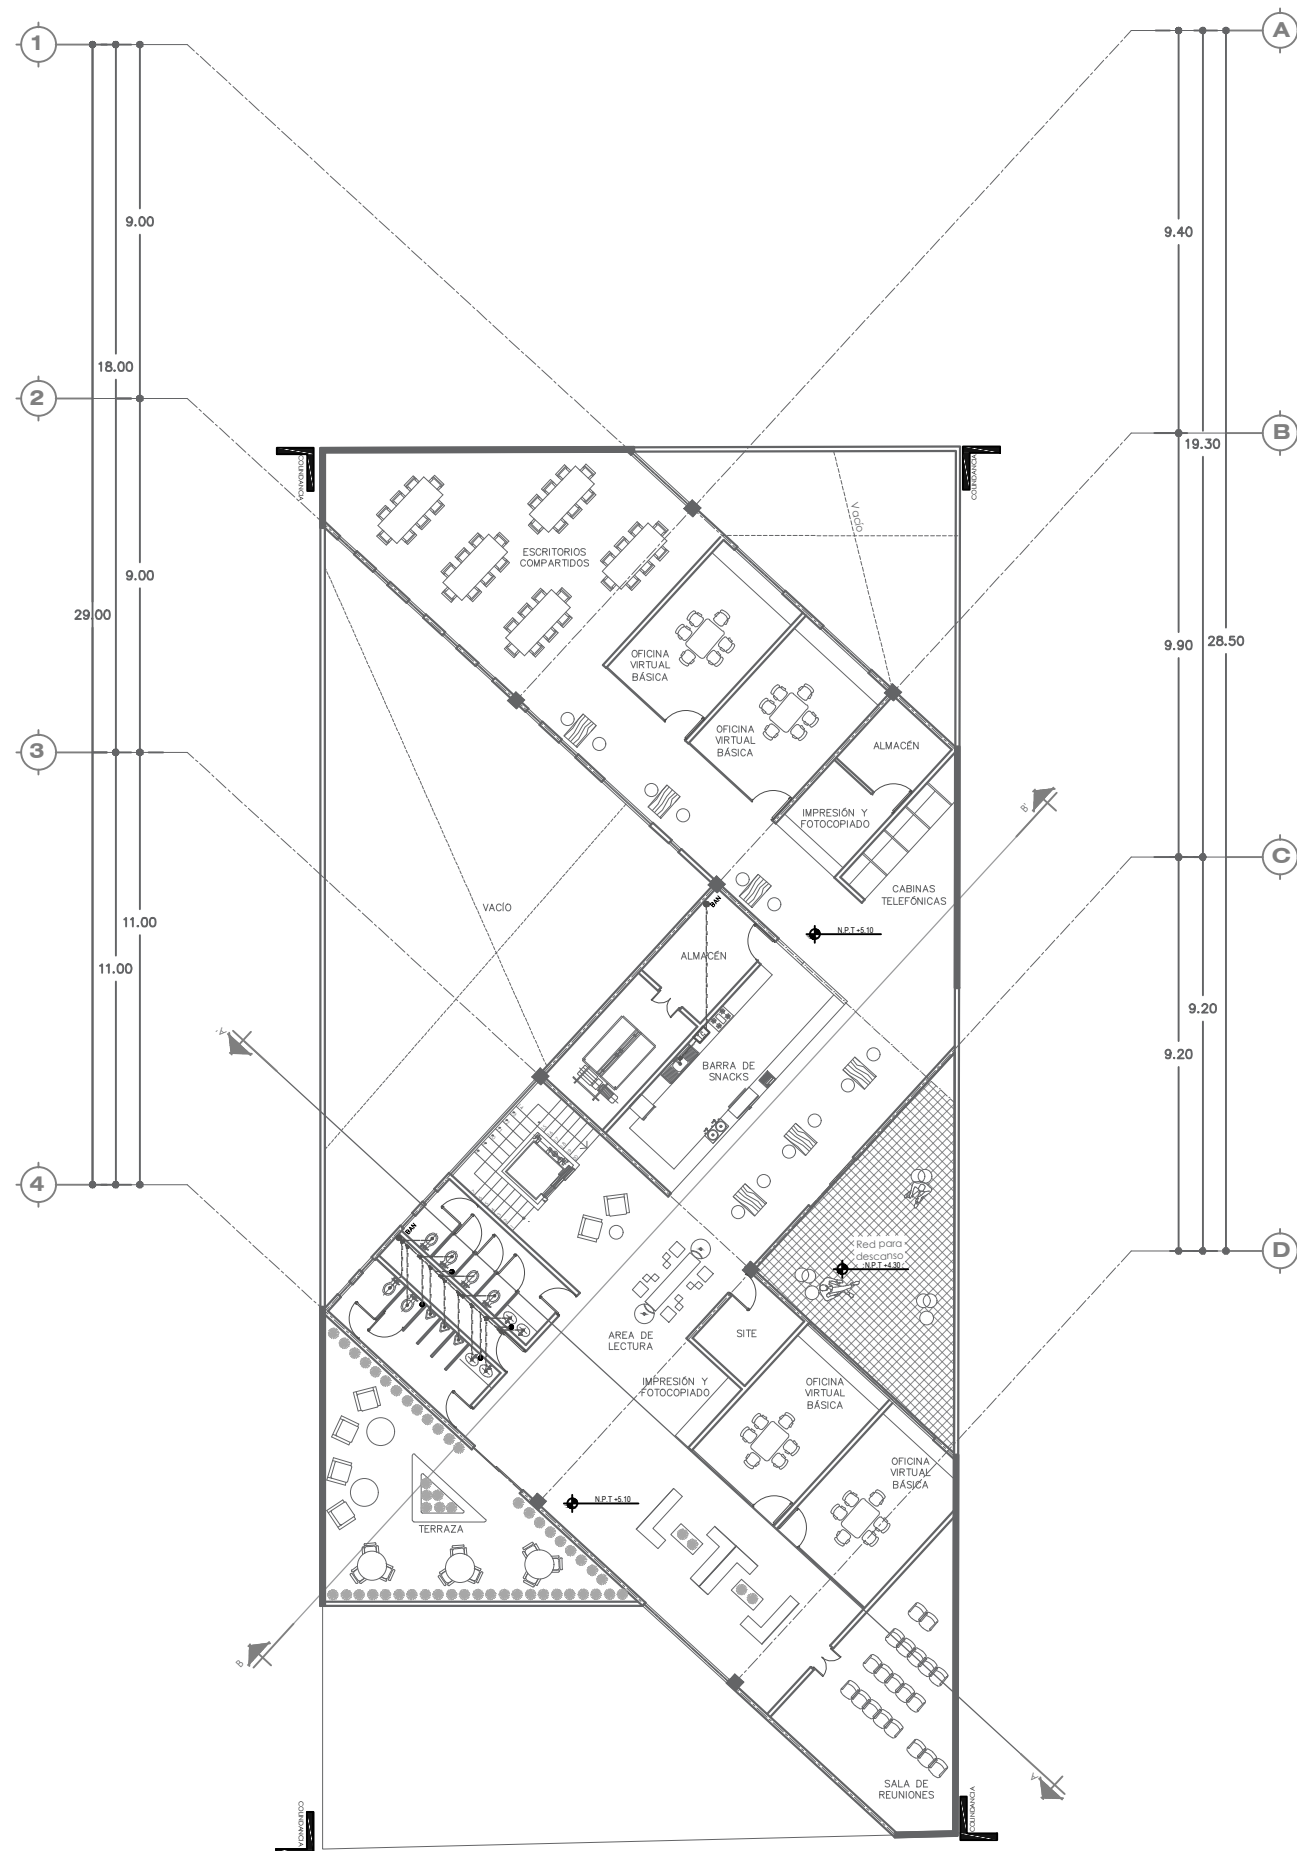 1
A
9.00
9.40
18.00
2
B
19.30
COLINDANCIA
COLINDANCIA
Vacío
ESCRITORIOS
COMPARTIDOS
9.00
29.00
9.90
28.50
OFICINA
VIRTUAL
BÁSICA
OFICINA
VIRTUAL
BÁSICA
ALMACÉN
3
IMPRESIÓN Y
FOTOCOPIADO
B'
C
CABINAS
TELEFÓNICAS
BAN
VACÍO
11.00
N.P.T +5.10
ALMACÉN
11.00
9.20
A'
9.20
BARRA DE
SNACKS
4
BAN
D
Red para
descanso
N.P.T +4.30
AREA DE
LECTURA
SITE
IMPRESIÓN Y
FOTOCOPIADO
OFICINA
VIRTUAL
BÁSICA
OFICINA
VIRTUAL
BÁSICA
N.P.T +5.10
TERRAZA
B'
A'
SALA DE
REUNIONES
COLINDANCIA
COLINDANCIA